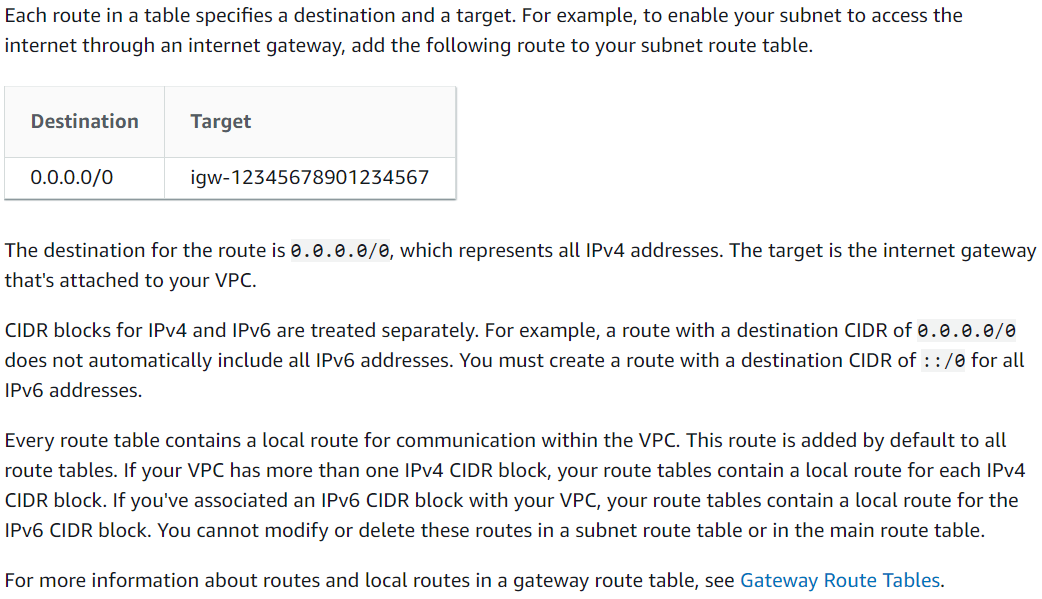 Each route in a table specifies a destination and a target. For example, to enable your subnet to access the
internet through an internet gateway, add the following route to your subnet route table.
Destination Target
0.0.0.0/0 igw-12345678901234567
The destination for the route is 0.0.0.0/0, which represents all IPv4 addresses. The target is the internet gateway
that's attached to your VPC.
CIDR blocks for IPv4 and IPv6 are treated separately. For example, a route with a destination CIDR of 0.0.0.0/0
does not automatically include all IPv6 addresses. You must create a route with a destination CIDR of ::/0 for all
IPv6 addresses.
Every route table contains a local route for communication within the VPC. This route is added by default to all
route tables. If your VPC has more than one IPv4 CIDR block, your route tables contain a local route for each IPv4
CIDR block. If you've associated an IPv6 CIDR block with your VPC, your route tables contain a local route for the
IPv6 CIDR block. You cannot modify or delete these routes in a subnet route table or in the main route table.
For more information about routes and local routes in a gateway route table, see Gateway Route Tables.